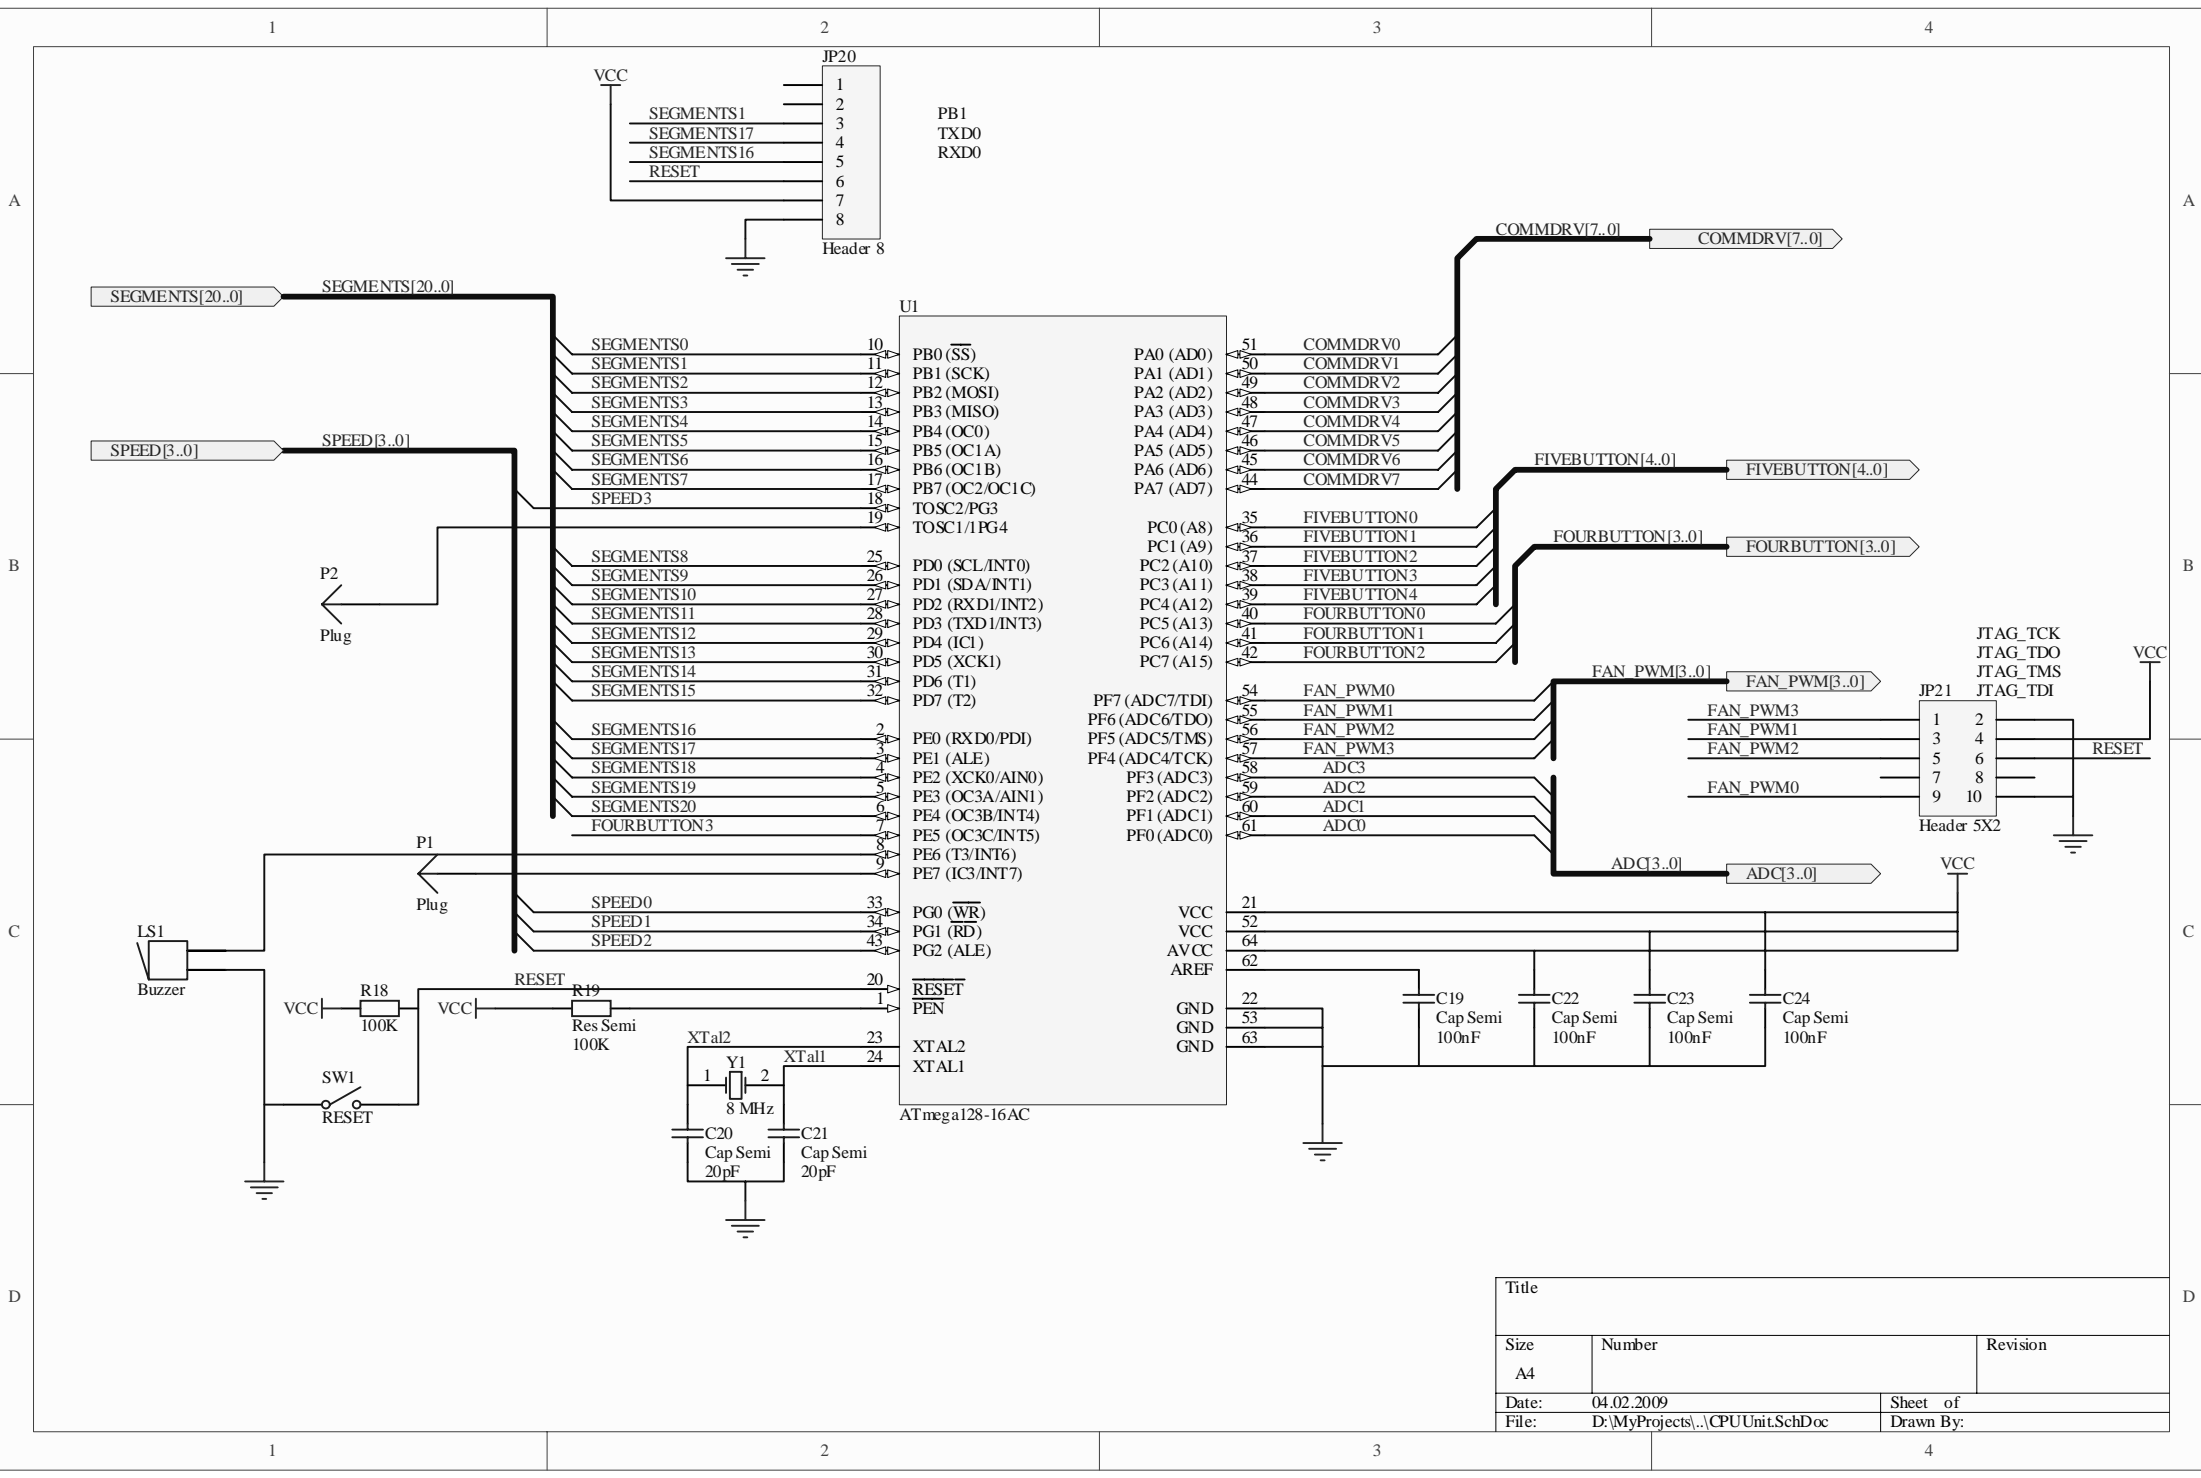 1 2 3 4
A
B
C
D
A
B
C
D
JP20
VCC
1
2
SEGMENTS1 3 PB1
SEGMENTS17 4 TXD0
SEGMENTS16 5 RXD0
RESET 6
7
8
Header 8
COMMDRV[7..0] COMMDRV[7..0]
SEGMENTS[20..0] SEGMENTS[20..0]
SPEED[3..0] SPEED[3..0]
U1
SEGMENTS0 10 PB0 (SS)
SEGMENTS1 11 PB1 (SCK)
SEGMENTS2 12 PB2 (MOSI)
SEGMENTS3 13 PB3 (MISO)
SEGMENTS4 14 PB4 (OC0)
SEGMENTS5 15 PB5 (OC1A)
SEGMENTS6 16 PB6 (OC1B)
SEGMENTS7 17 PB7 (OC2/OC1C)
SPEED3 18 TOSC2/PG3
19 TOSC1/1PG4
SEGMENTS8 25 PD0 (SCL/INT0)
SEGMENTS9 26 PD1 (SDA/INT1)
SEGMENTS10 27 PD2 (RXD1/INT2)
SEGMENTS11 28 PD3 (TXD1/INT3)
SEGMENTS12 29 PD4 (IC1)
SEGMENTS13 30 PD5 (XCK1)
SEGMENTS14 31 PD6 (T1)
SEGMENTS15 32 PD7 (T2)
SEGMENTS16 2 PE0 (RXD0/PDI)
SEGMENTS17 3 PE1 (ALE)
SEGMENTS18 4 PE2 (XCK0/AIN0)
SEGMENTS19 5 PE3 (OC3A/AIN1)
SEGMENTS20 6 PE4 (OC3B/INT4)
FOURBUTTON3 7 PE5 (OC3C/INT5)
8 PE6 (T3/INT6)
9 PE7 (IC3/INT7)
SPEED0 33 PG0 (WR)
SPEED1 34 PG1 (RD)
SPEED2 43 PG2 (ALE)
RESET 20 RESET
1 PEN
23 XTAL2
24 XTAL1
ATmega128-16AC
PA0 (AD0) 51 COMMDRV0
PA1 (AD1) 50 COMMDRV1
PA2 (AD2) 49 COMMDRV2
PA3 (AD3) 48 COMMDRV3
PA4 (AD4) 47 COMMDRV4
PA5 (AD5) 46 COMMDRV5
PA6 (AD6) 45 COMMDRV6
PA7 (AD7) 44 COMMDRV7
PC0 (A8) 35 FIVEBUTTON0
PC1 (A9) 36 FIVEBUTTON1
PC2 (A10) 37 FIVEBUTTON2
PC3 (A11) 38 FIVEBUTTON3
PC4 (A12) 39 FIVEBUTTON4
PC5 (A13) 40 FOURBUTTON0
PC6 (A14) 41 FOURBUTTON1
PC7 (A15) 42 FOURBUTTON2
PF7 (ADC7/TDI) 54 FAN_PWM0
PF6 (ADC6/TDO) 55 FAN_PWM1
PF5 (ADC5/TMS) 56 FAN_PWM2
PF4 (ADC4/TCK) 57 FAN_PWM3
PF3 (ADC3) 58 ADC3
PF2 (ADC2) 59 ADC2
PF1 (ADC1) 60 ADC1
PF0 (ADC0) 61 ADC0
VCC 21
VCC 52
AVCC 64
AREF 62
GND 22
GND 53
GND 63
FIVEBUTTON[4..0] FIVEBUTTON[4..0]
FOURBUTTON[3..0] FOURBUTTON[3..0]
FAN_PWM[3..0] FAN_PWM[3..0]
ADC[3..0] ADC[3..0]
JTAG_TCK
JTAG_TDO
JTAG_TMS
JTAG_TDI
VCC
JP21
FAN_PWM3 1 2
FAN_PWM1 3 4
FAN_PWM2 5 6 RESET
7 8
FAN_PWM0 9 10
Header 5X2
VCC
P2
Plug
P1
Plug
LS1
Buzzer
VCC R18
100K
VCC R19
Res Semi
100K
SW1
RESET
XTal2
XTal1
Y1
1 2
8 MHz
C20
Cap Semi
20pF
C21
Cap Semi
20pF
C19
Cap Semi
100nF
C22
Cap Semi
100nF
C23
Cap Semi
100nF
C24
Cap Semi
100nF
Title
Size Number Revision
A4
Date: 04.02.2009 Sheet of
File: D:\MyProjects\..\CPUUnit.SchDoc Drawn By:
1 2 3 4